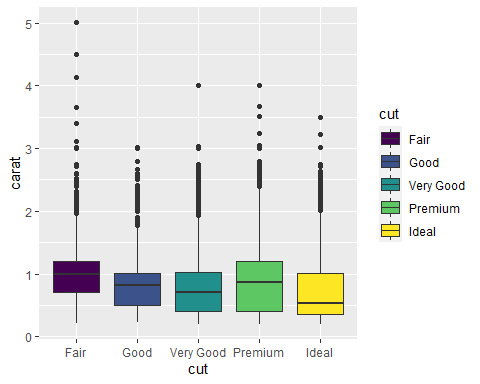 5
4
3
2
1
0
carat
Fair Good Very Good Premium Ideal
cut
cut
Fair
Good
Very Good
Premium
Ideal